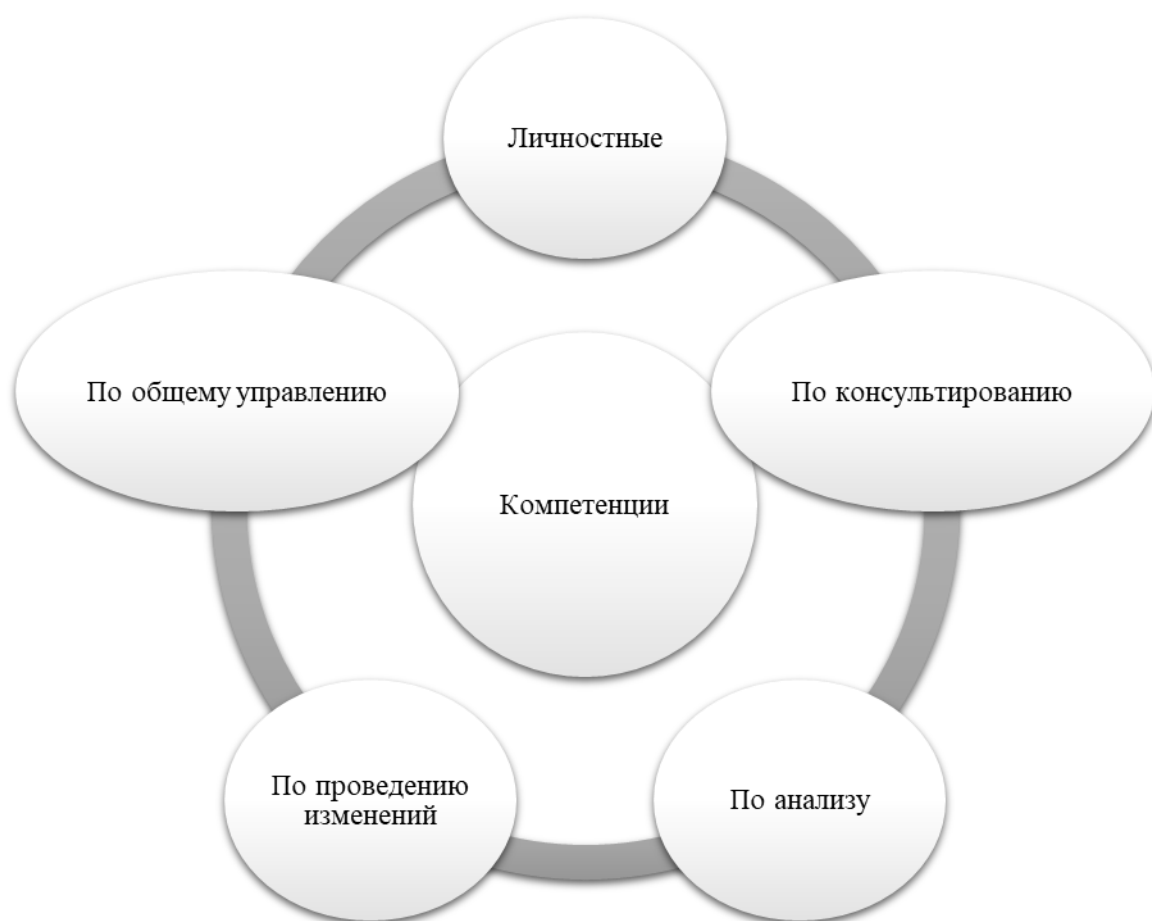 Личностные
По общему управлению
По консультированию
Компетенции
По проведению
изменений
По анализу